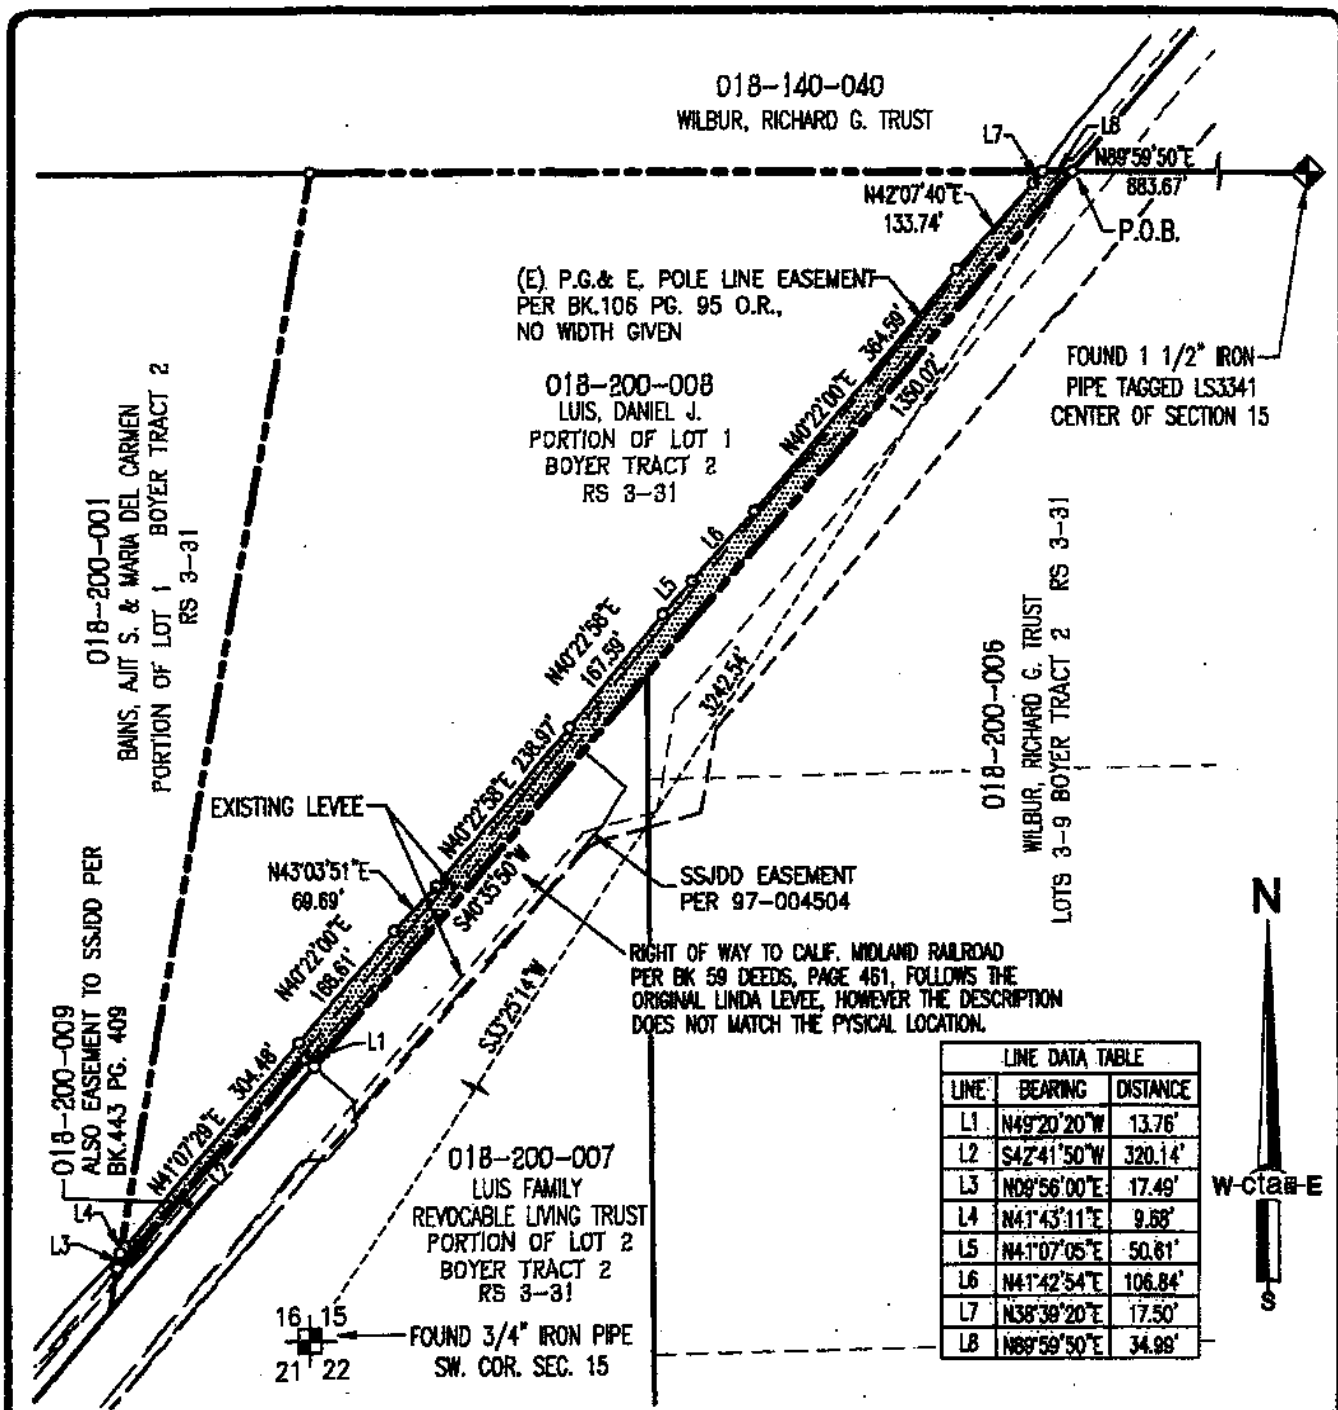 018-140-040
WILBUR, RICHARD G. TRUST
L7
L8
N89°59'50"E
883.67'
N42°07'40"E
133.74'
P.O.B.
(E) P.G.& E. POLE LINE EASEMENT
PER BK.106 PG. 95 O.R.,
NO WIDTH GIVEN
FOUND 1 1/2" IRON
PIPE TAGGED LS3341
CENTER OF SECTION 15
018-200-008
LUIS, DANIEL J.
PORTION OF LOT 1
BOYER TRACT 2
RS 3-31
N40°22'00"E 364.59'
1350.02'
018-200-001
BAINS, AJIT S. & MARIA DEL CARMEN
PORTION OF LOT 1 BOYER TRACT 2
RS 3-31
L6
L5
N40°22'58"E
167.59'
3242.54'
018-200-006
WILBUR, RICHARD G. TRUST
LOTS 3-9 BOYER TRACT 2 RS 3-31
EXISTING LEVEE
N40°22'58"E 238.97'
N43°03'51"E
69.69'
S40°35'50"W
SSJDD EASEMENT
PER 97-004504
N40°22'00"E
166.61'
RIGHT OF WAY TO CALIF. MIDLAND RAILROAD
PER BK 59 DEEDS, PAGE 461, FOLLOWS THE
ORIGINAL LINDA LEVEE, HOWEVER THE DESCRIPTION
DOES NOT MATCH THE PYSICAL LOCATION.
S33°25'14"W
L1
018-200-009
ALSO EASEMENT TO SSJDD PER
BK.443 PG. 409
N41°07'29"E 304.48'
L2
L4
L3
018-200-007
LUIS FAMILY
REVOCABLE LIVING TRUST
PORTION OF LOT 2
BOYER TRACT 2
RS 3-31
16 15
21 22
FOUND 3/4" IRON PIPE
SW. COR. SEC. 15
LINE DATA TABLE
LINE BEARING DISTANCE
L1 N49°20'20"W 13.76'
L2 S42°41'50"W 320.14'
L3 N09°56'00"E 17.49'
L4 N41°43'11"E 9.68'
L5 N41°07'05"E 50.61'
L6 N41°42'54"E 106.84'
L7 N38°39'20"E 17.50'
L8 N89°59'50"E 34.99'
N
W-cta-E
S